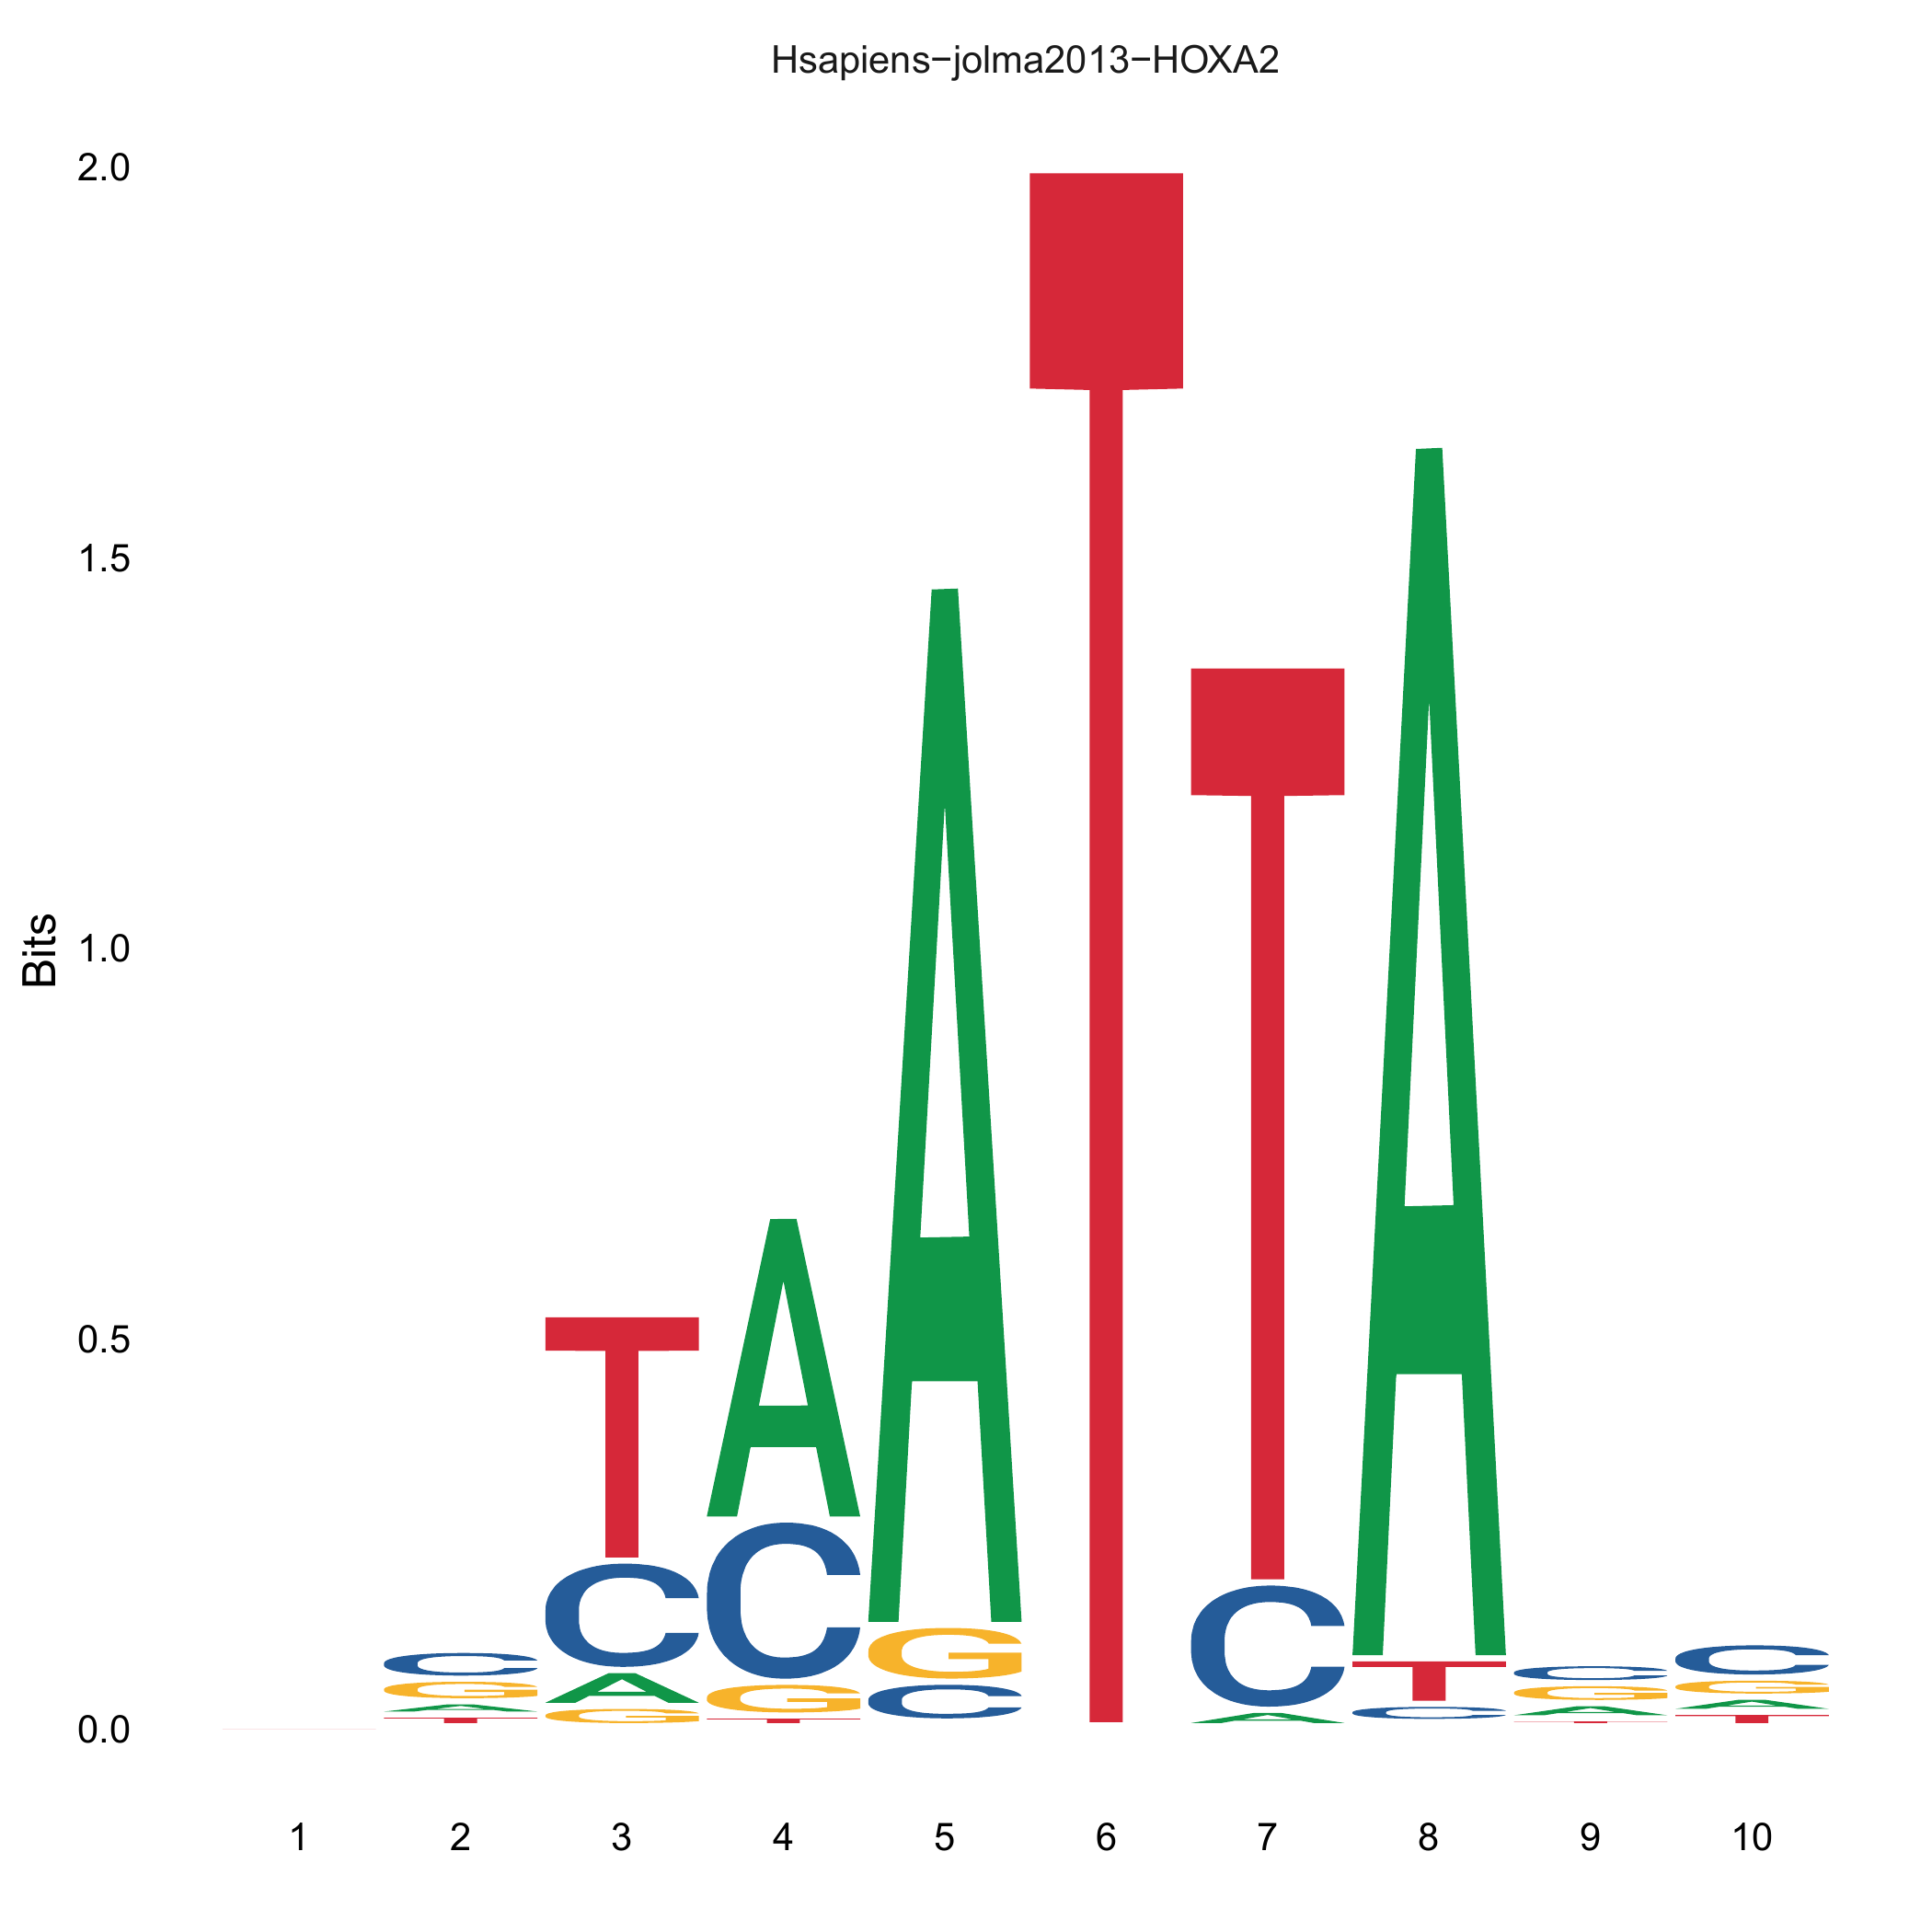 Hsapiens−jolma2013−HOXA2
2.0
1.5
1.0
0.5
0.0
Bits
C G A T
T C A G
A C G T
A G C
T
T C A
A T C
C G A T
C G A T
1 2 3 4 5 6 7 8 9 10